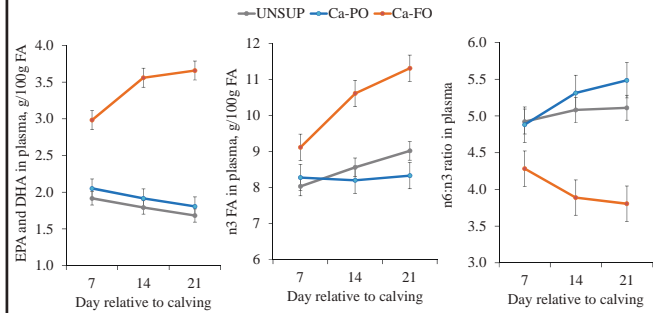 UNSUP Ca-PO Ca-FO
EPA and DHA in plasma, g/100g FA
4.0
3.5
3.0
2.5
2.0
1.5
1.0
7 14 21
Day relative to calving
n3 FA in plasma, g/100g FA
12
11
10
9
8
7
6
7 14 21
Day relative to calving
n6:n3 ratio in plasma
6.0
5.5
5.0
4.5
4.0
3.5
3.0
7 14 21
Day relative to calving